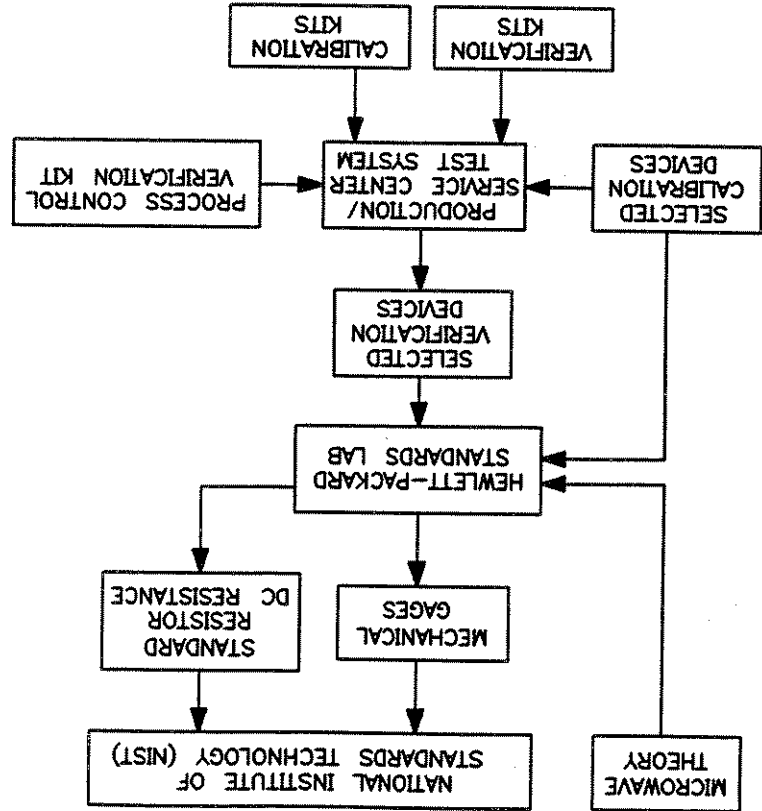 MICROWAVE
THEORY
NATIONAL INSTITUTE OF
STANDARDS TECHNOLOGY (NIST)
MECHANICAL
GAGES
STANDARD
RESISTOR
DC RESISTANCE
HEWLETT-PACKARD
STANDARDS LAB
SELECTED
VERIFICATION
DEVICES
SELECTED
CALIBRATION
DEVICES
PRODUCTION/
SERVICE CENTER
TEST SYSTEM
PROCESS CONTROL
VERIFICATION KIT
VERIFICATION
KITS
CALIBRATION
KITS